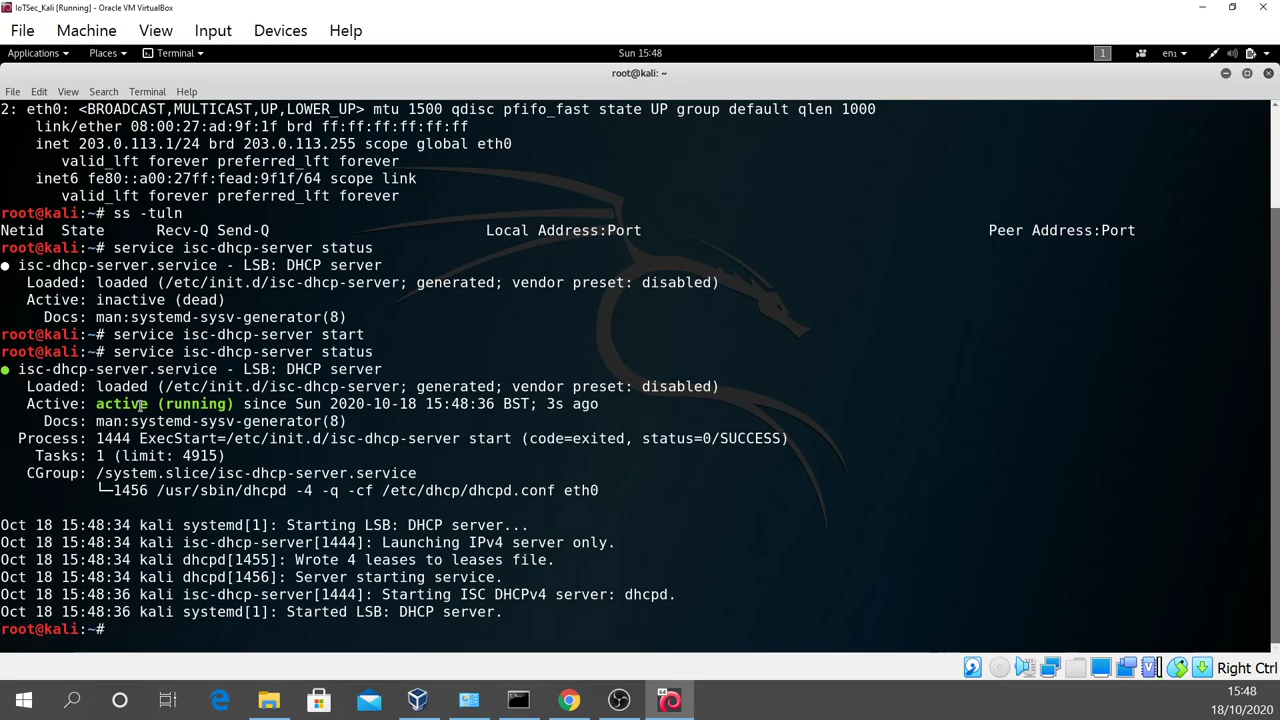 IoTSec_Kali [Running] - Oracle VM VirtualBox
File Machine View Input Devices Help
Applications Places Terminal Sun 15:48 1 en1
root@kali: ~
File Edit View Search Terminal Help
2: eth0: <BROADCAST,MULTICAST,UP,LOWER_UP> mtu 1500 qdisc pfifo_fast state UP group default qlen 1000
link/ether 08:00:27:ad:9f:1f brd ff:ff:ff:ff:ff:ff
inet 203.0.113.1/24 brd 203.0.113.255 scope global eth0
valid_lft forever preferred_lft forever
inet6 fe80::a00:27ff:fead:9f1f/64 scope link
valid_lft forever preferred_lft forever
root@kali:~# ss -tuln
Netid State Recv-Q Send-Q Local Address:Port Peer Address:Port
root@kali:~# service isc-dhcp-server status
● isc-dhcp-server.service - LSB: DHCP server
Loaded: loaded (/etc/init.d/isc-dhcp-server; generated; vendor preset: disabled)
Active: inactive (dead)
Docs: man:systemd-sysv-generator(8)
root@kali:~# service isc-dhcp-server start
root@kali:~# service isc-dhcp-server status
● isc-dhcp-server.service - LSB: DHCP server
Loaded: loaded (/etc/init.d/isc-dhcp-server; generated; vendor preset: disabled)
Active: active (running) since Sun 2020-10-18 15:48:36 BST; 3s ago
Docs: man:systemd-sysv-generator(8)
Process: 1444 ExecStart=/etc/init.d/isc-dhcp-server start (code=exited, status=0/SUCCESS)
Tasks: 1 (limit: 4915)
CGroup: /system.slice/isc-dhcp-server.service
└─1456 /usr/sbin/dhcpd -4 -q -cf /etc/dhcp/dhcpd.conf eth0
Oct 18 15:48:34 kali systemd[1]: Starting LSB: DHCP server...
Oct 18 15:48:34 kali isc-dhcp-server[1444]: Launching IPv4 server only.
Oct 18 15:48:34 kali dhcpd[1455]: Wrote 4 leases to leases file.
Oct 18 15:48:34 kali dhcpd[1456]: Server starting service.
Oct 18 15:48:36 kali isc-dhcp-server[1444]: Starting ISC DHCPv4 server: dhcpd.
Oct 18 15:48:36 kali systemd[1]: Started LSB: DHCP server.
root@kali:~#
Right Ctrl
64
15:48
18/10/2020